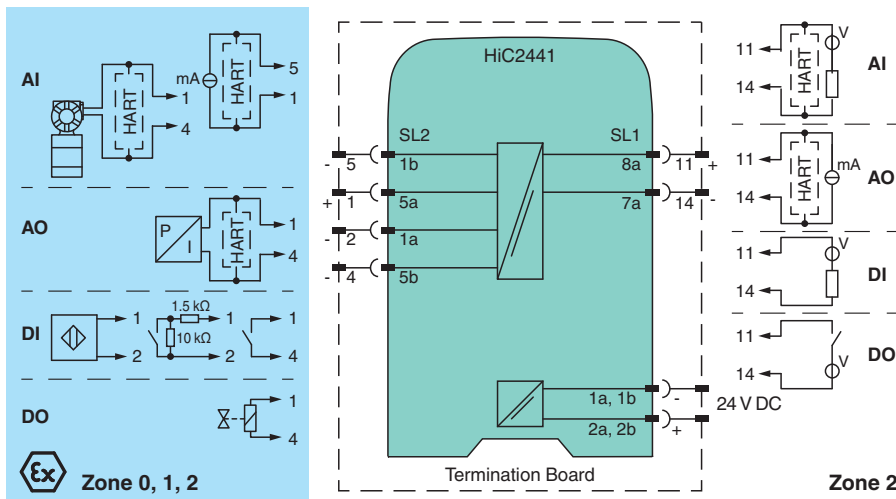 AI
HART
1
4
mA
HART
5
1
AO
P
I
HART
1
4
DI
1
2
1.5 kΩ
10 kΩ
1
2
1
4
DO
1
4
Ex
Zone 0, 1, 2
HiC2441
SL2
SL1
- 5 1b
+ 1 5a
- 2 1a
- 4 5b
8a 11 +
7a 14 -
1a, 1b -
24 V DC
2a, 2b +
Termination Board
11
14
HART
V
AI
11
14
HART
mA
AO
11
14
V
DI
11
14
V
DO
Zone 2